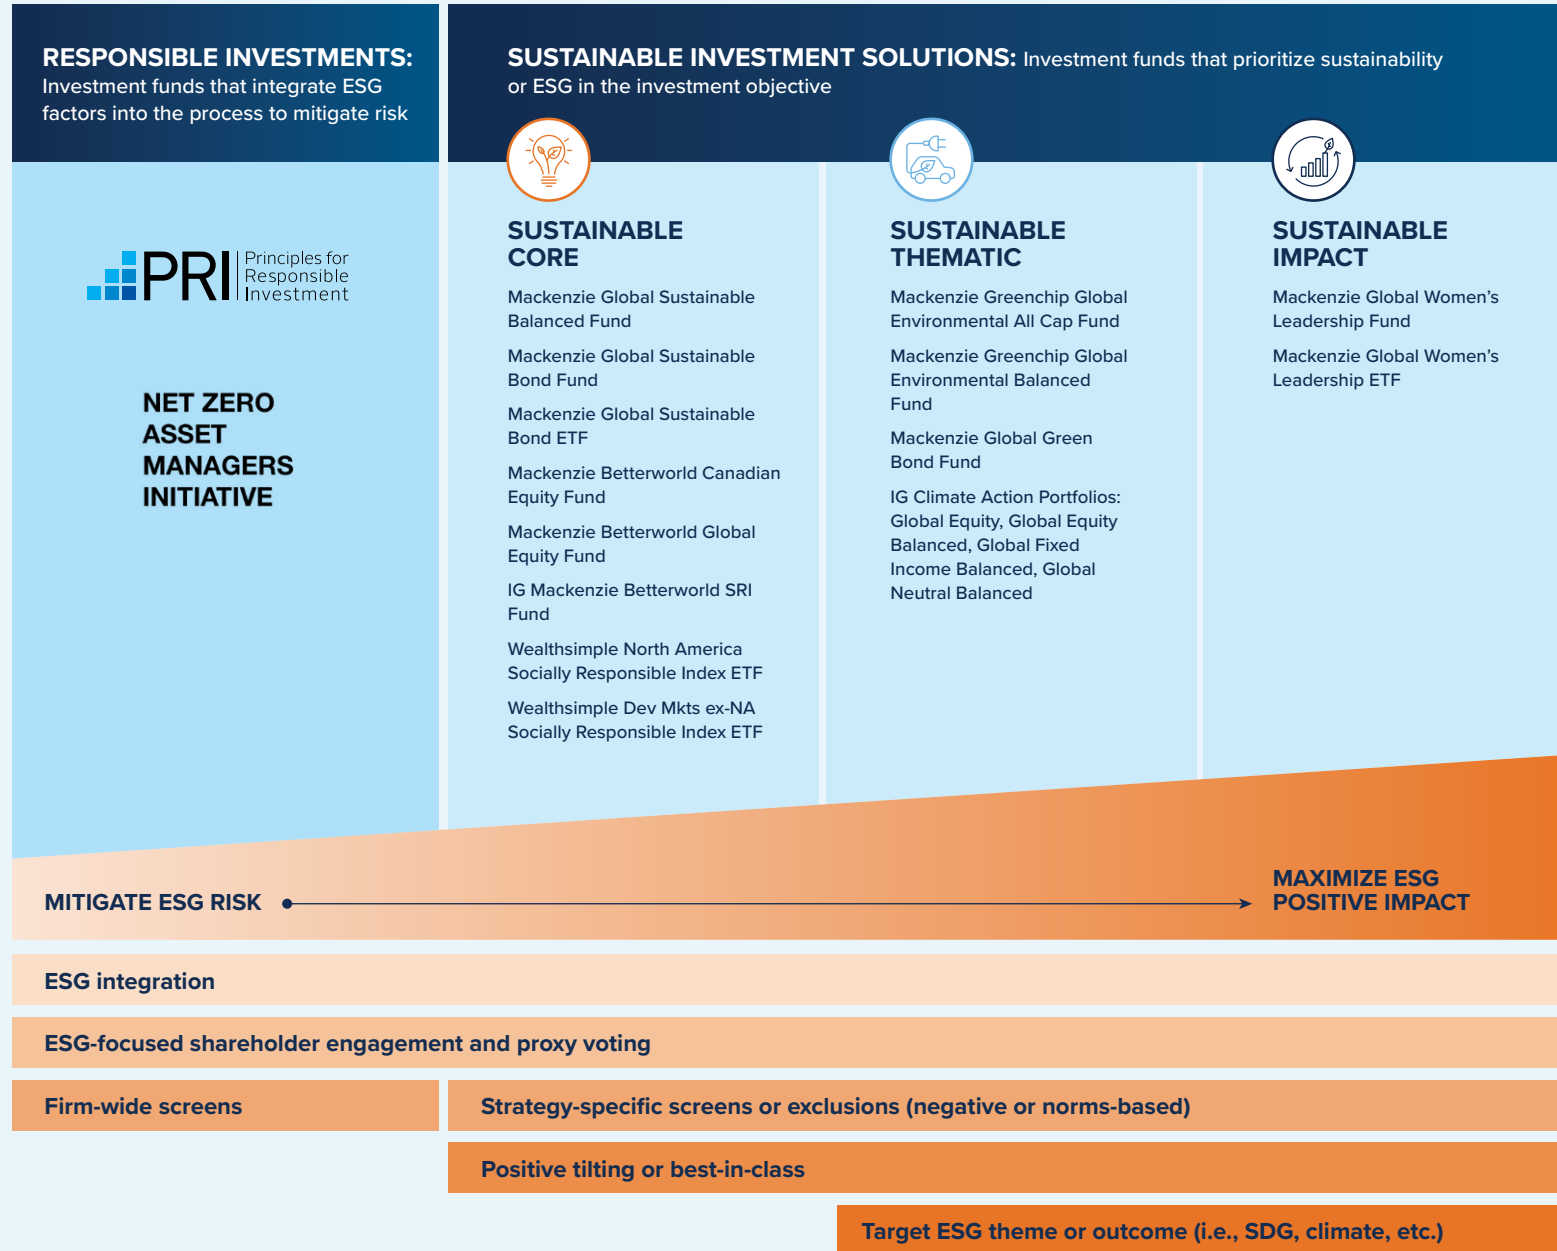 RESPONSIBLE INVESTMENTS:
Investment funds that integrate ESG
factors into the process to mitigate risk
PRI
Principles for
Responsible
Investment
NET ZERO
ASSET
MANAGERS
INITIATIVE
SUSTAINABLE INVESTMENT SOLUTIONS: Investment funds that prioritize sustainability
or ESG in the investment objective
SUSTAINABLE
CORE
Mackenzie Global Sustainable
Balanced Fund
Mackenzie Global Sustainable
Bond Fund
Mackenzie Global Sustainable
Bond ETF
Mackenzie Betterworld Canadian
Equity Fund
Mackenzie Betterworld Global
Equity Fund
IG Mackenzie Betterworld SRI
Fund
Wealthsimple North America
Socially Responsible Index ETF
Wealthsimple Dev Mkts ex-NA
Socially Responsible Index ETF
SUSTAINABLE
THEMATIC
Mackenzie Greenchip Global
Environmental All Cap Fund
Mackenzie Greenchip Global
Environmental Balanced
Fund
Mackenzie Global Green
Bond Fund
IG Climate Action Portfolios:
Global Equity, Global Equity
Balanced, Global Fixed
Income Balanced, Global
Neutral Balanced
SUSTAINABLE
IMPACT
Mackenzie Global Women’s
Leadership Fund
Mackenzie Global Women’s
Leadership ETF
MITIGATE ESG RISK
MAXIMIZE ESG
POSITIVE IMPACT
ESG integration
ESG-focused shareholder engagement and proxy voting
Firm-wide screens
Strategy-specific screens or exclusions (negative or norms-based)
Positive tilting or best-in-class
Target ESG theme or outcome (i.e., SDG, climate, etc.)